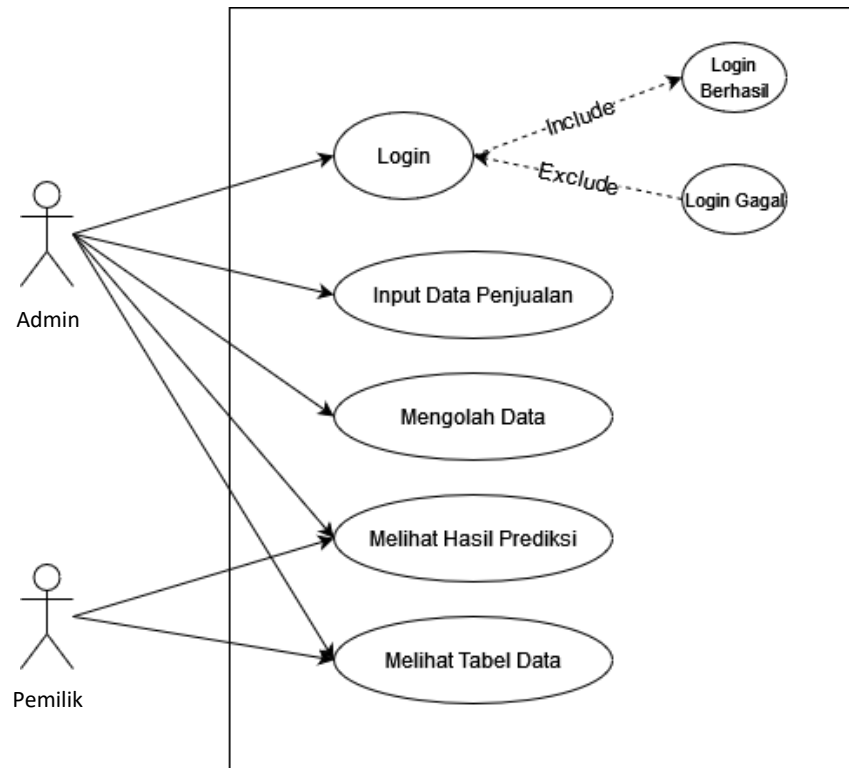 Login
Berhasil
Include
Login
Exclude
Login Gagal
Admin
Input Data Penjualan
Mengolah Data
Melihat Hasil Prediksi
Melihat Tabel Data
Pemilik